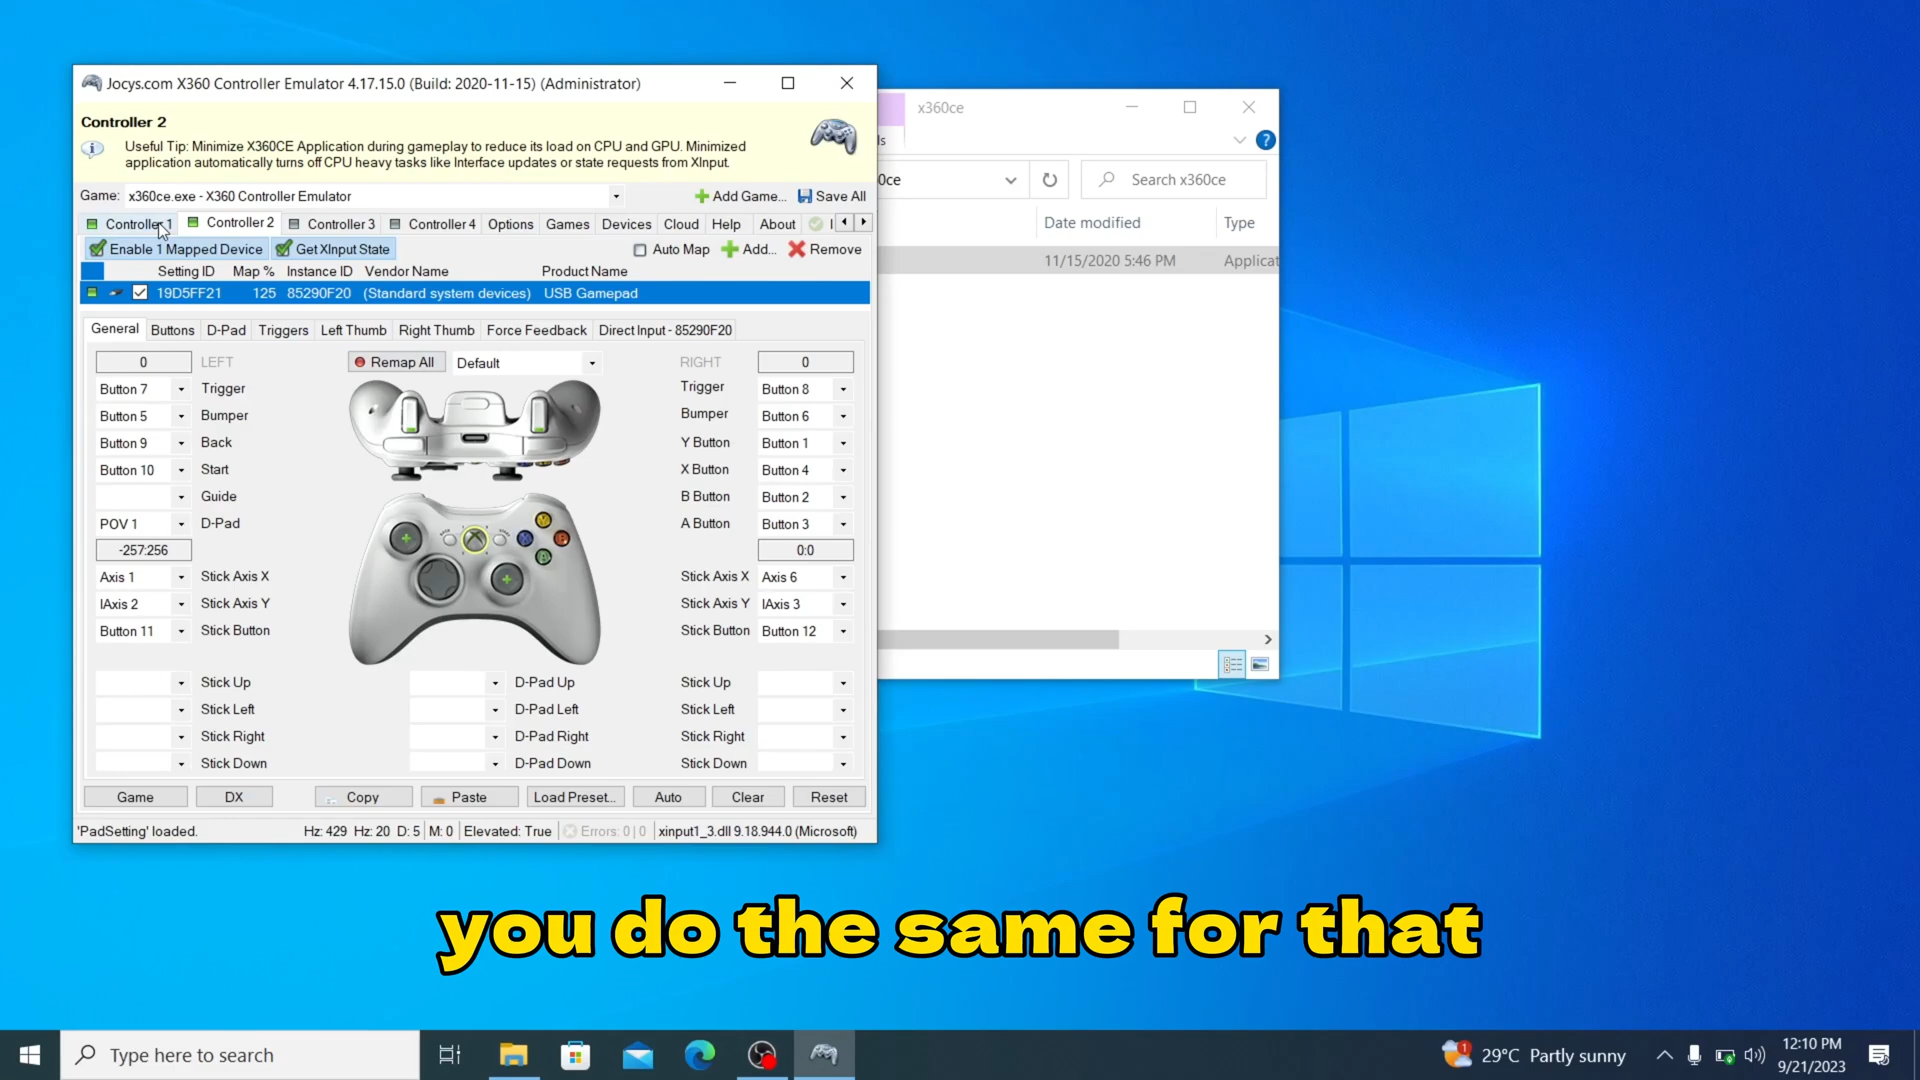 Jocys.com X360 Controller Emulator 4.17.15.0 (Build: 2020-11-15) (Administrator)
x360ce
Controller 2
Useful Tip: Minimize X360CE Application during gameplay to reduce its load on CPU and GPU. Minimized
application automatically turns off CPU heavy tasks like Interface updates or state requests from XInput.
Game: x360ce.exe - X360 Controller Emulator Add Game... Save All
Search x360ce
Controller 1 Controller 2 Controller 3 Controller 4 Options Games Devices Cloud Help About
Date modified Type
Enable 1 Mapped Device Get XInput State Auto Map Add... Remove
11/15/2020 5:46 PM Applicat
Setting ID Map % Instance ID Vendor Name Product Name
19D5FF21 125 85290F20 (Standard system devices) USB Gamepad
General Buttons D-Pad Triggers Left Thumb Right Thumb Force Feedback Direct Input - 85290F20
0 LEFT Remap All Default RIGHT 0
Button 7 Trigger Trigger Button 8
Button 5 Bumper Bumper Button 6
Button 9 Back Y Button Button 1
Button 10 Start X Button Button 4
Guide B Button Button 2
POV 1 D-Pad A Button Button 3
-257:256 0:0
Axis 1 Stick Axis X Stick Axis X Axis 6
IAxis 2 Stick Axis Y Stick Axis Y IAxis 3
Button 11 Stick Button Stick Button Button 12
Stick Up D-Pad Up Stick Up
Stick Left D-Pad Left Stick Left
Stick Right D-Pad Right Stick Right
Stick Down D-Pad Down Stick Down
Game DX Copy Paste Load Preset... Auto Clear Reset
'PadSetting' loaded. Hz: 429 Hz: 20 D: 5 M: 0 Elevated: True Errors: 0 | 0 xinput1_3.dll 9.18.944.0 (Microsoft)
you do the same for that
Type here to search
1 29°C Partly sunny
12:10 PM
9/21/2023